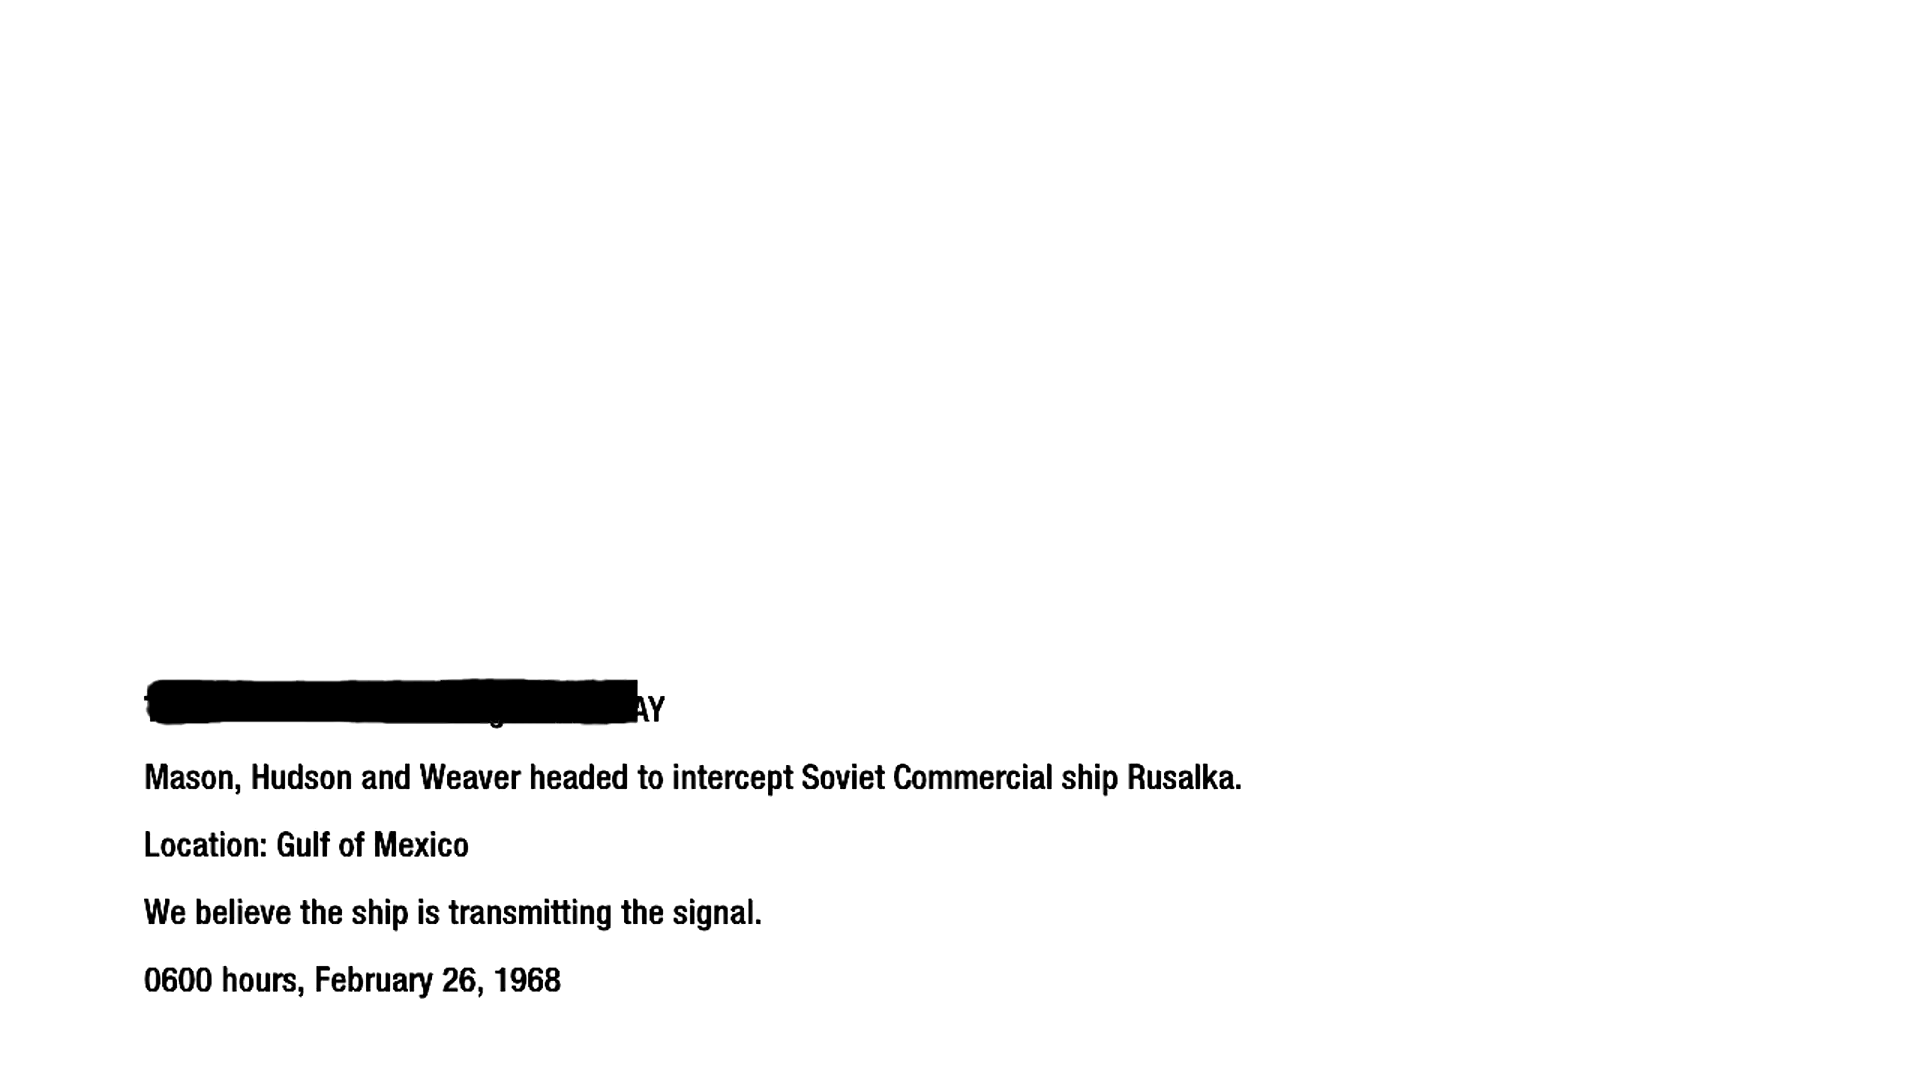 AY
Mason, Hudson and Weaver headed to intercept Soviet Commercial ship Rusalka.
Location: Gulf of Mexico
We believe the ship is transmitting the signal.
0600 hours, February 26, 1968